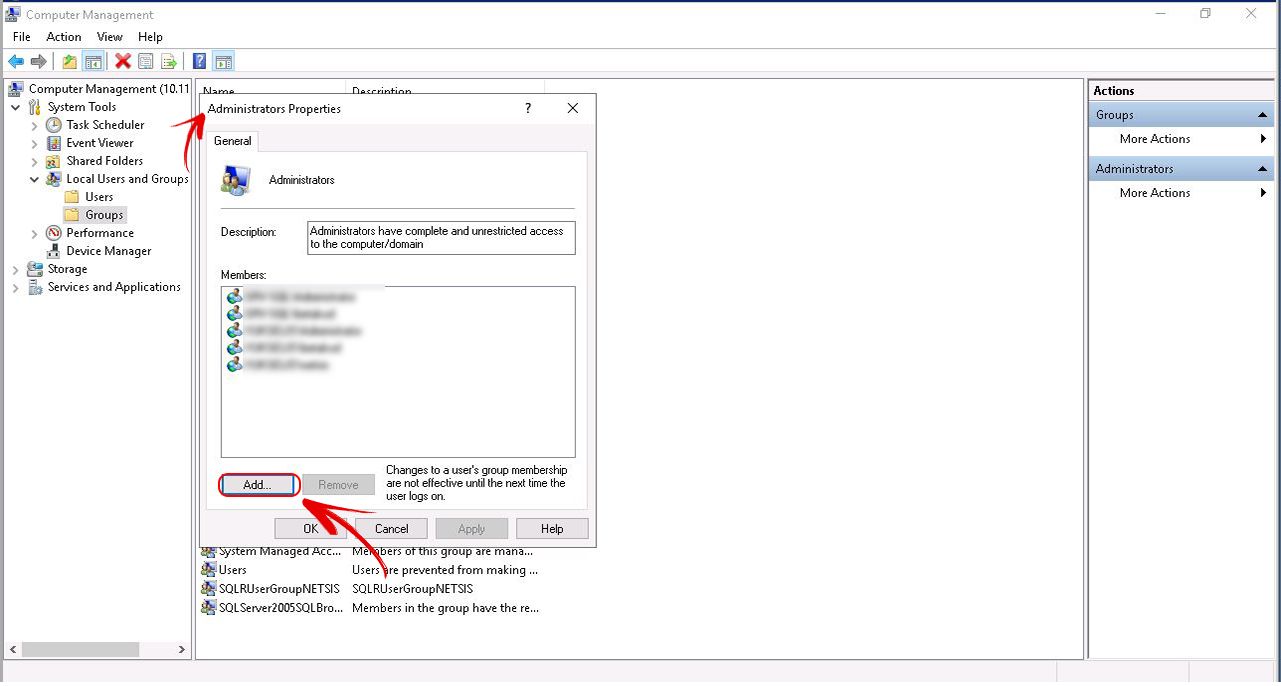 Computer Management
File Action View Help
Computer Management (10.11
System Tools
Task Scheduler
Event Viewer
Shared Folders
Local Users and Groups
Users
Groups
Performance
Device Manager
Storage
Services and Applications
Name Description
Administrators Properties ?
General
Administrators
Description: Administrators have complete and unrestricted access
to the computer/domain
Members:
Add... Remove
Changes to a user's group membership
are not effective until the next time the
user logs on.
OK Cancel Apply Help
System Managed Acc... Members of this group are mana...
Users Users are prevented from making ...
SQLRUserGroupNETSIS SQLRUserGroupNETSIS
SQLServer2005SQLBro... Members in the group have the re...
Actions
Groups
More Actions
Administrators
More Actions